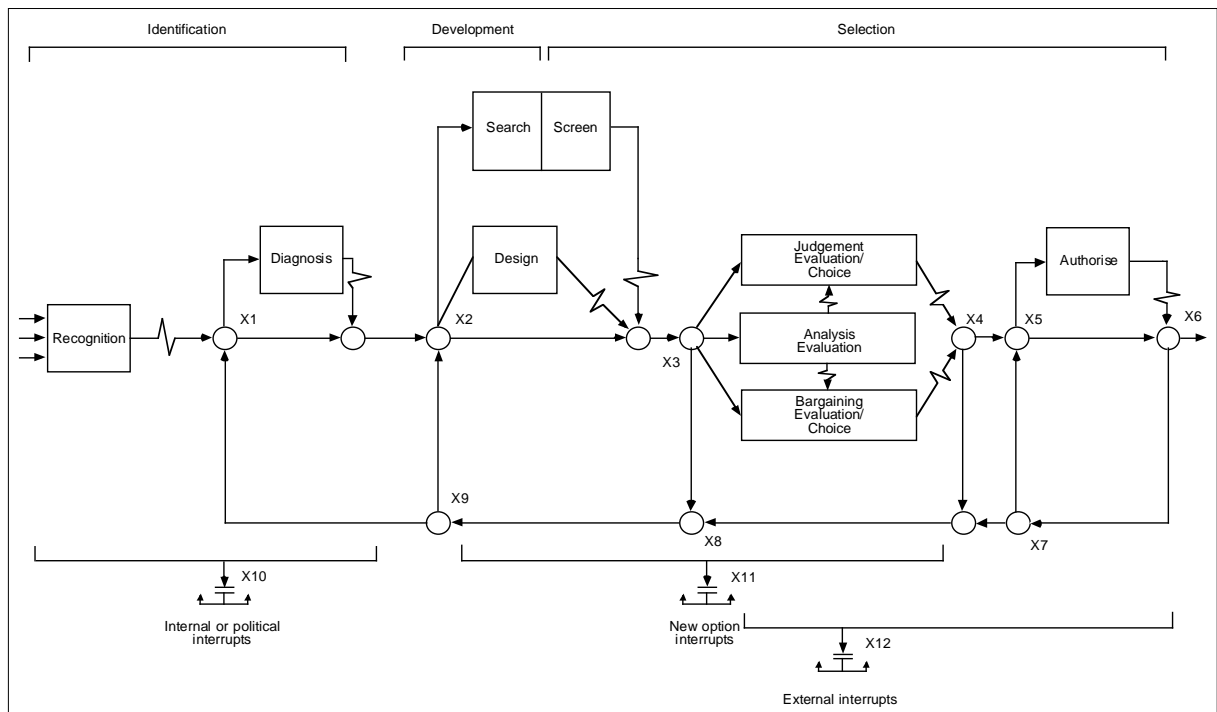 Identification
Development
Selection
Search
Screen
Diagnosis
Design
Judgement
Evaluation/
Choice
Authorise
Recognition
X1
X2
X3
Analysis
Evaluation
X4
X5
X6
Bargaining
Evaluation/
Choice
X9
X8
X7
X10
X11
Internal or political
interrupts
New option
interrupts
X12
External interrupts